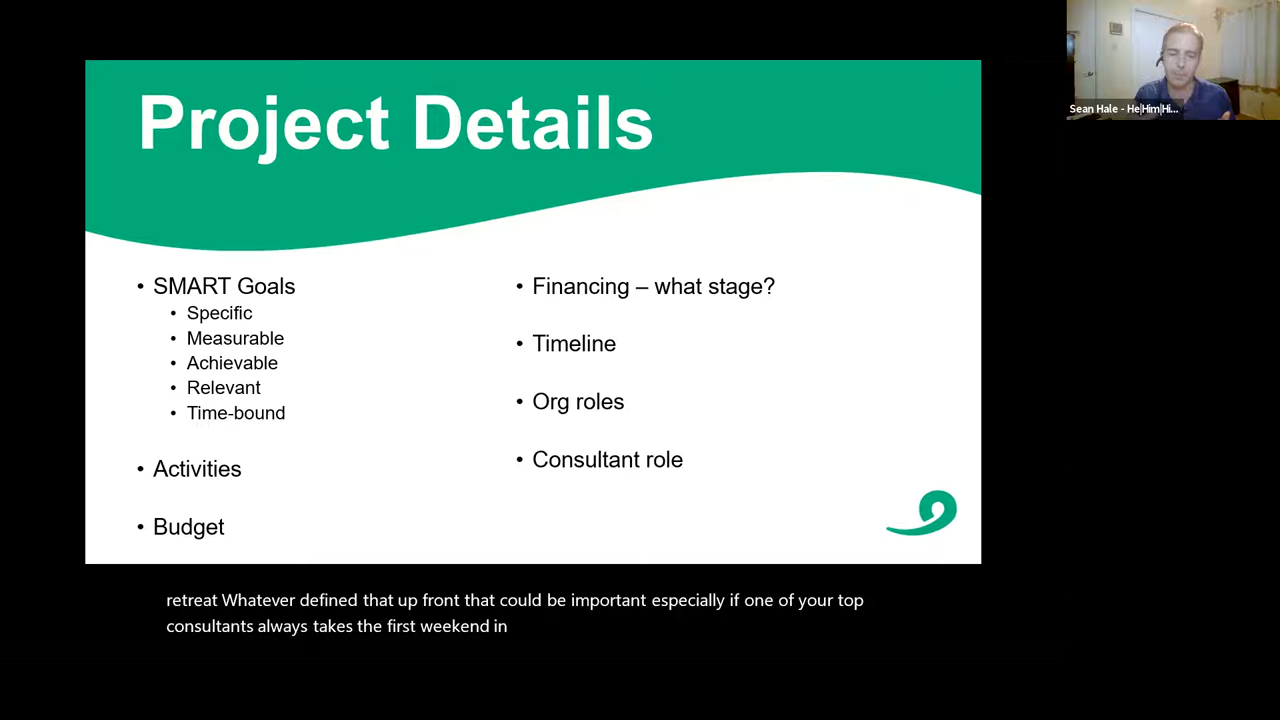 Project Details
• SMART Goals
• Specific
• Measurable
• Achievable
• Relevant
• Time-bound
• Activities
• Budget
• Financing – what stage?
• Timeline
• Org roles
• Consultant role
Sean Hale - He|Him|Hi...
retreat Whatever defined that up front that could be important especially if one of your top
consultants always takes the first weekend in